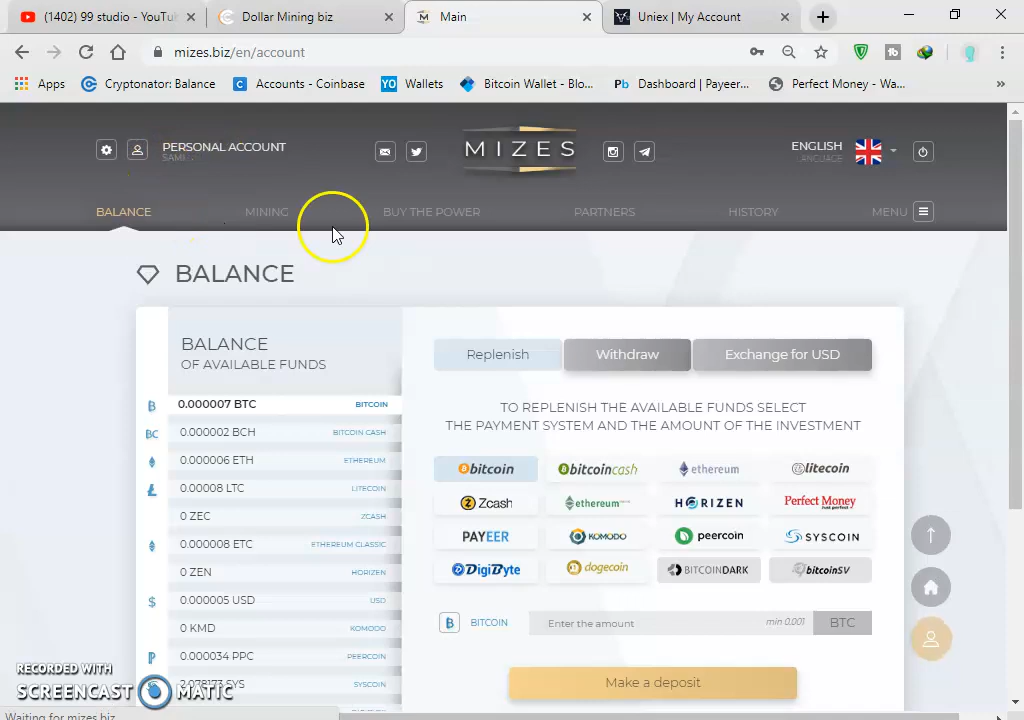 (1402) 99 studio - YouTu
Dollar Mining biz
Main
Uniex | My Account
mizes.biz/en/account
Apps
Cryptonator: Balance
Accounts - Coinbase
YO Wallets
Bitcoin Wallet - Blo...
Pb Dashboard | Payeer...
Perfect Money - Wa...
PERSONAL ACCOUNT
MIZES
ENGLISH
LANGUAGE
BALANCE
MINING
BUY THE POWER
PARTNERS
HISTORY
MENU
BALANCE
BALANCE
OF AVAILABLE FUNDS
0.000007 BTC BITCOIN
0.000002 BCH BITCOIN CASH
0.000006 ETH ETHEREUM
0.00008 LTC LITECOIN
0 ZEC ZCASH
0.000008 ETC ETHEREUM CLASSIC
0 ZEN HORIZEN
0.000005 USD USD
0 KMD KOMODO
0.000034 PPC PEERCOIN
SYS SYSCOIN
Replenish
Withdraw
Exchange for USD
TO REPLENISH THE AVAILABLE FUNDS SELECT
THE PAYMENT SYSTEM AND THE AMOUNT OF THE INVESTMENT
bitcoin
bitcoincash
ethereum
litecoin
Zcash
ethereum
HORIZEN
Perfect Money
PAYEER
KOMODO
peercoin
SYSCOIN
DigiByte
dogecoin
BITCOINDARK
bitcoinSV
BITCOIN
Enter the amount
min 0.001
BTC
Make a deposit
RECORDED WITH
SCREENCAST MATIC
Waiting for mizes.biz